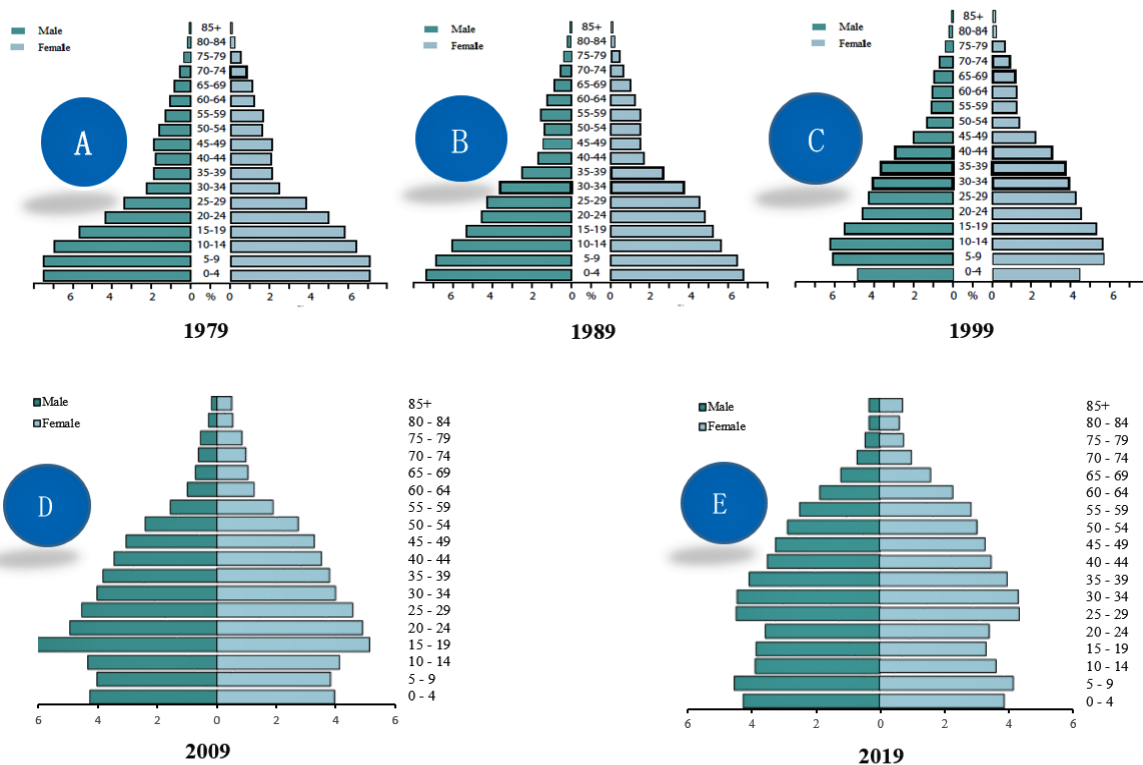 Male
Female
A
85+
80-84
75-79
70-74
65-69
60-64
55-59
50-54
45-49
40-44
35-39
30-34
25-29
20-24
15-19
10-14
5-9
0-4
6 4 2 0 % 0 2 4 6
1979
Male
Female
B
85+
80-84
75-79
70-74
65-69
60-64
55-59
50-54
45-49
40-44
35-39
30-34
25-29
20-24
15-19
10-14
5-9
0-4
6 4 2 0 % 0 2 4 6
1989
Male
Female
C
85+
80-84
75-79
70-74
65-69
60-64
55-59
50-54
45-49
40-44
35-39
30-34
25-29
20-24
15-19
10-14
5-9
0-4
6 4 2 0 % 0 2 4 6
1999
Male
Female
D
85+
80 - 84
75 - 79
70 - 74
65 - 69
60 - 64
55 - 59
50 - 54
45 - 49
40 - 44
35 - 39
30 - 34
25 - 29
20 - 24
15 - 19
10 - 14
5 - 9
0 - 4
6 4 2 0 2 4 6
2009
Male
Female
E
85+
80 - 84
75 - 79
70 - 74
65 - 69
60 - 64
55 - 59
50 - 54
45 - 49
40 - 44
35 - 39
30 - 34
25 - 29
20 - 24
15 - 19
10 - 14
5 - 9
0 - 4
6 4 2 0 2 4 6
2019